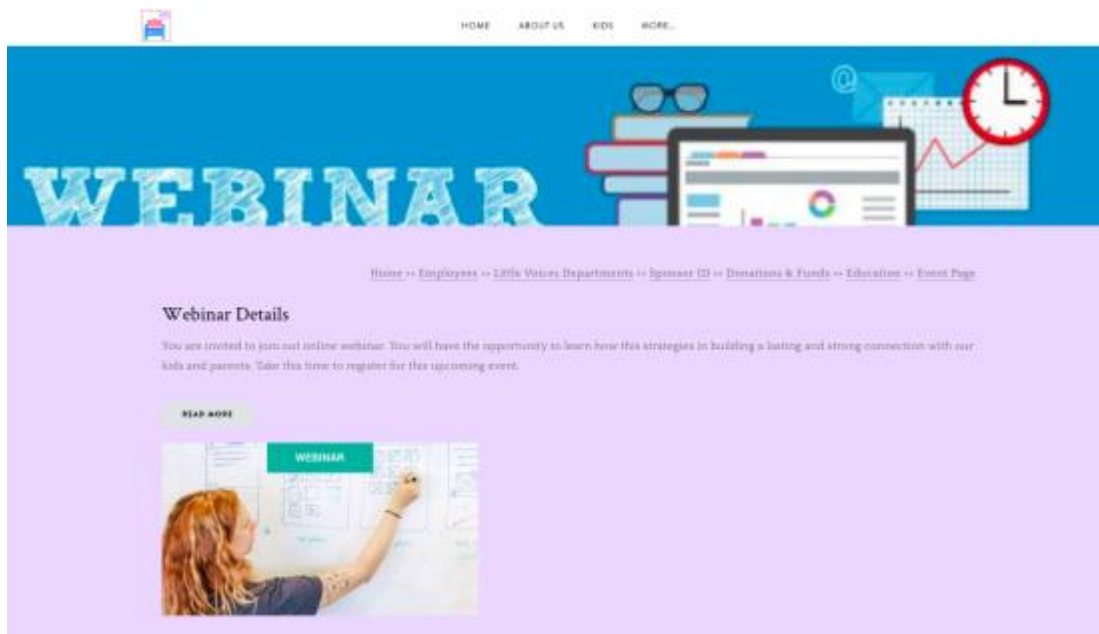 HOME ABOUT US KIDS MORE...
@
WEBINAR
Home >> Employees >> Little Voices Departments >> Sponsor ID >> Donations & Funds >> Education >> Event Page
Webinar Details
You are invited to join out online webinar. You will have the opportunity to learn how this strategies in building a lasting and strong connection with our
kids and parents. Take this time to register for this upcoming event.
READ MORE
WEBINAR